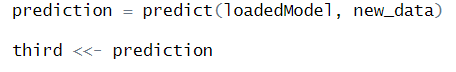 prediction = predict(loadedModel, new_data)
third <<- prediction